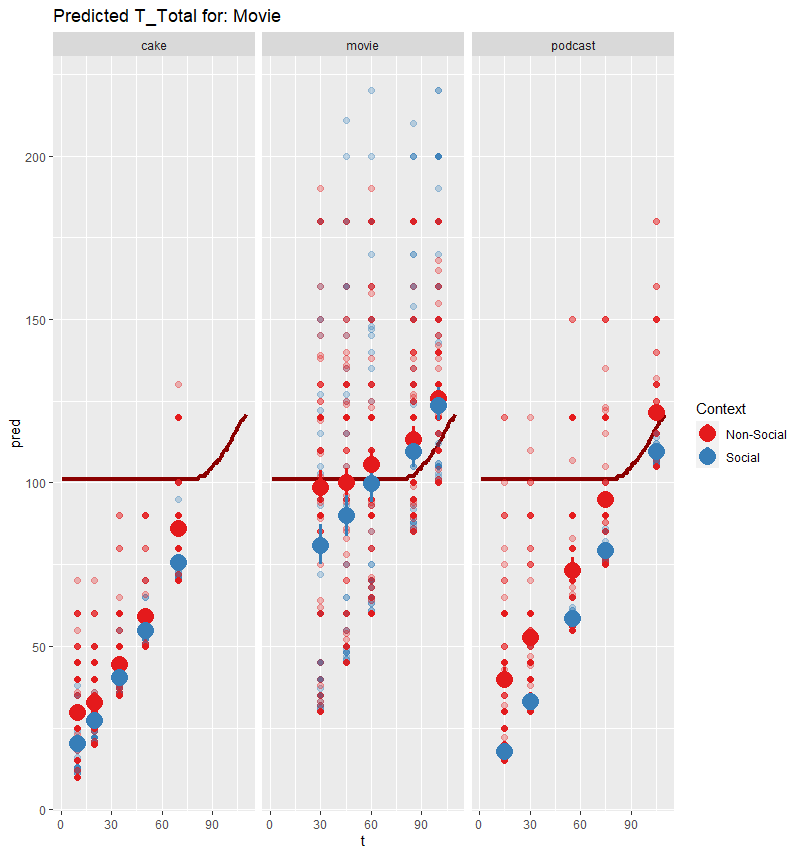 Predicted T_Total for: Movie
cake movie podcast
200
150
100
50
0
pred
0 30 60 90 30 60 90 0 30 60 90
t
Context
Non-Social
Social